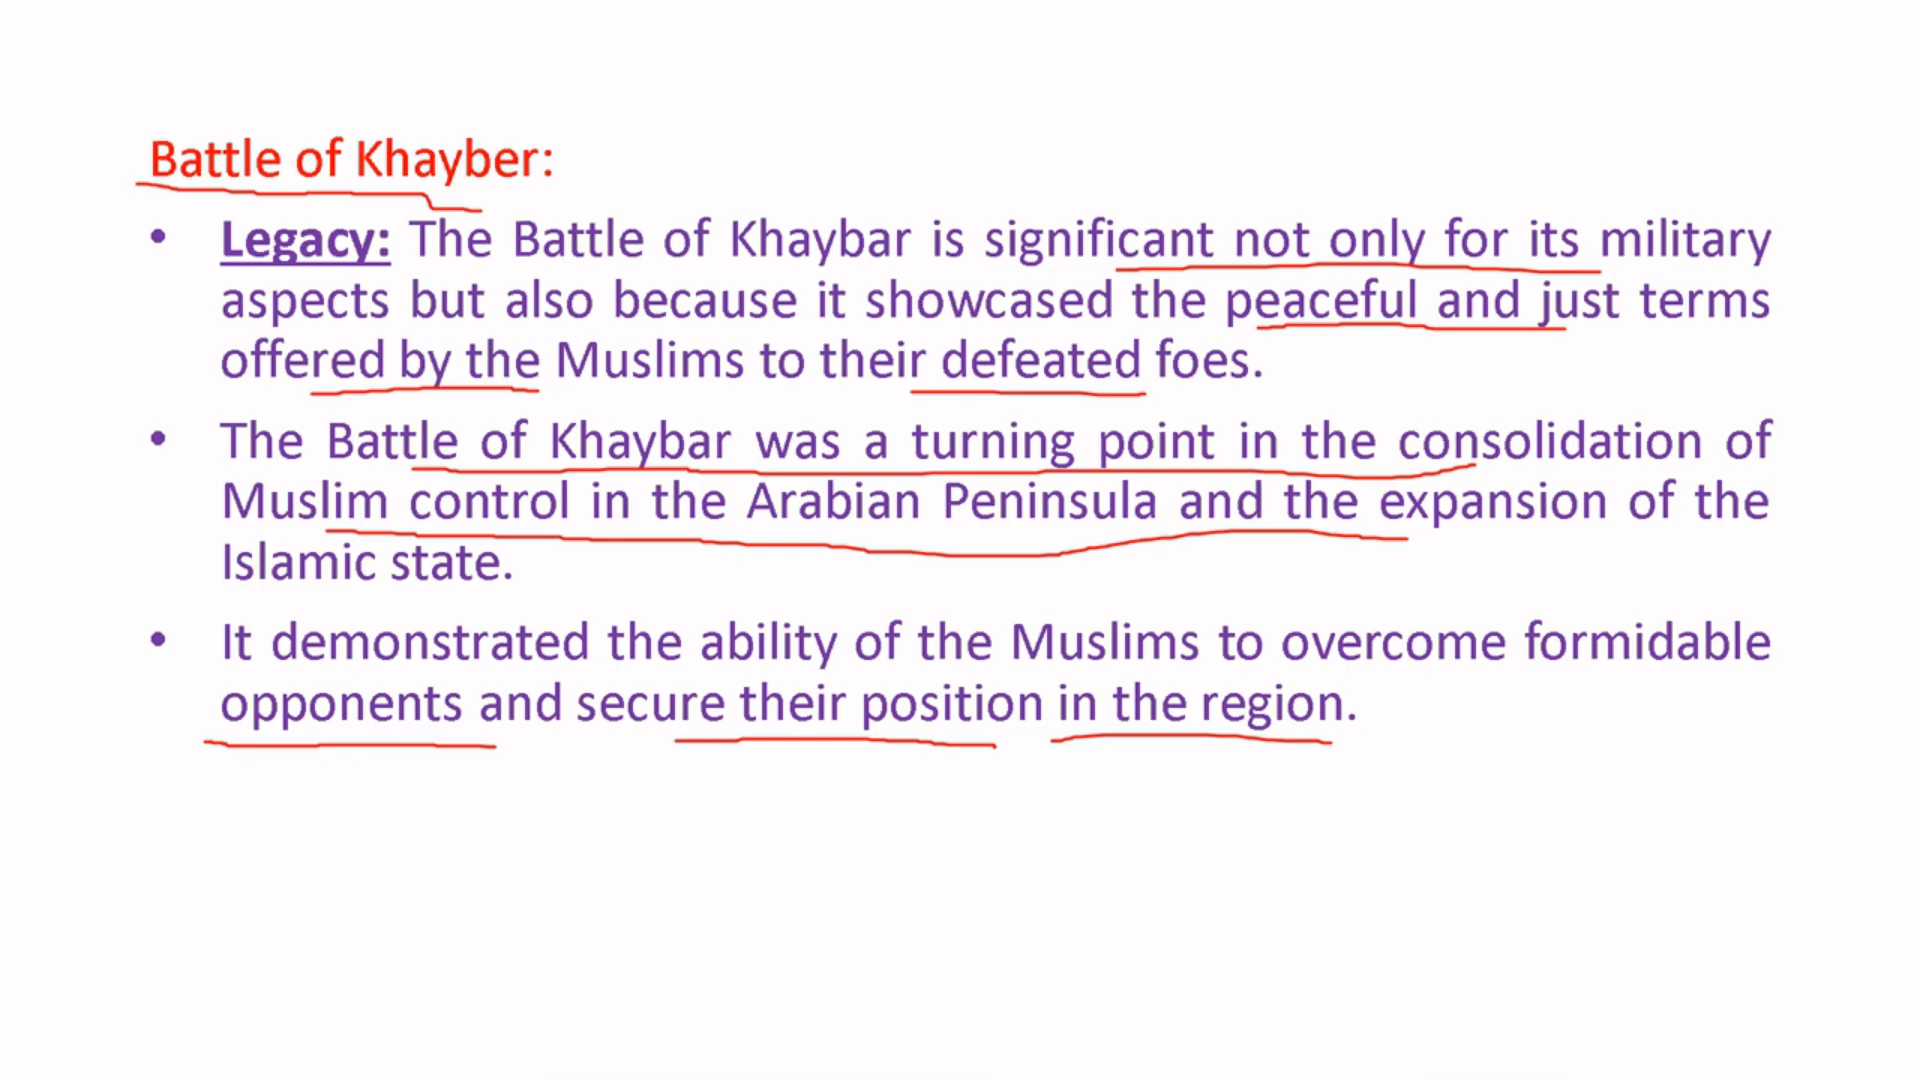 Battle of Khayber:
• Legacy: The Battle of Khaybar is significant not only for its military
aspects but also because it showcased the peaceful and just terms
offered by the Muslims to their defeated foes.
• The Battle of Khaybar was a turning point in the consolidation of
Muslim control in the Arabian Peninsula and the expansion of the
Islamic state.
• It demonstrated the ability of the Muslims to overcome formidable
opponents and secure their position in the region.